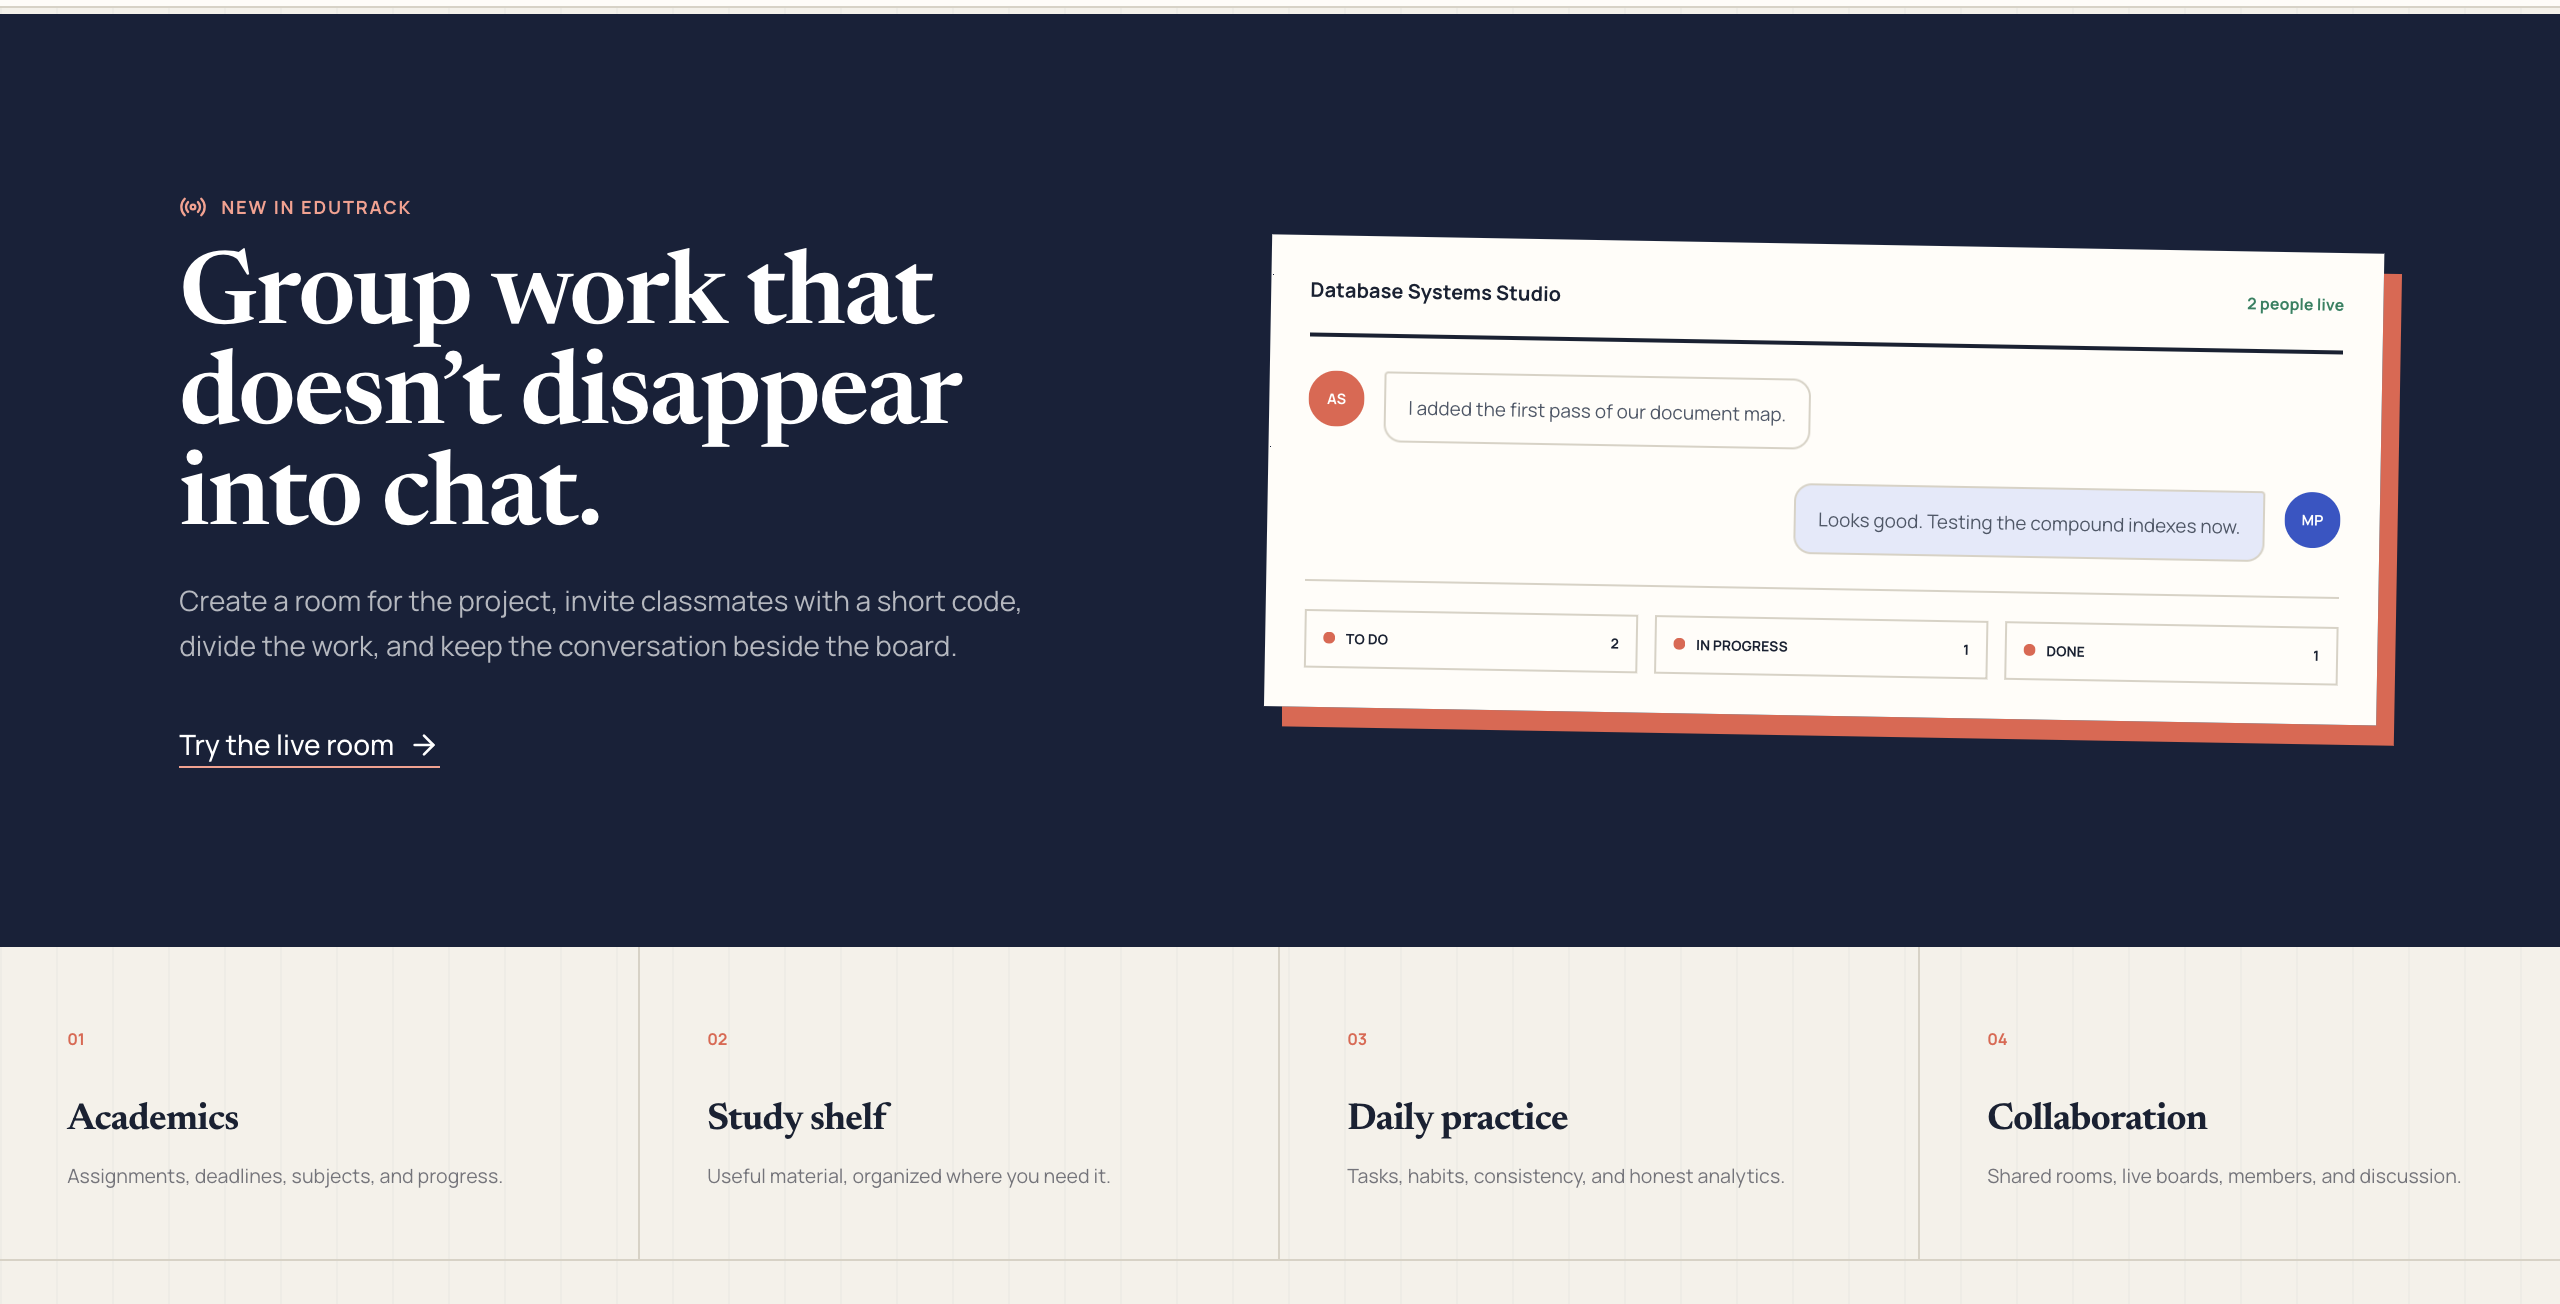 NEW IN EDUTRACK
Group work that
doesn’t disappear
into chat.
Create a room for the project, invite classmates with a short code,
divide the work, and keep the conversation beside the board.
Try the live room
Database Systems Studio
2 people live
AS
I added the first pass of our document map.
Looks good. Testing the compound indexes now.
MP
TO DO
2
IN PROGRESS
1
DONE
1
01
Academics
Assignments, deadlines, subjects, and progress.
02
Study shelf
Useful material, organized where you need it.
03
Daily practice
Tasks, habits, consistency, and honest analytics.
04
Collaboration
Shared rooms, live boards, members, and discussion.